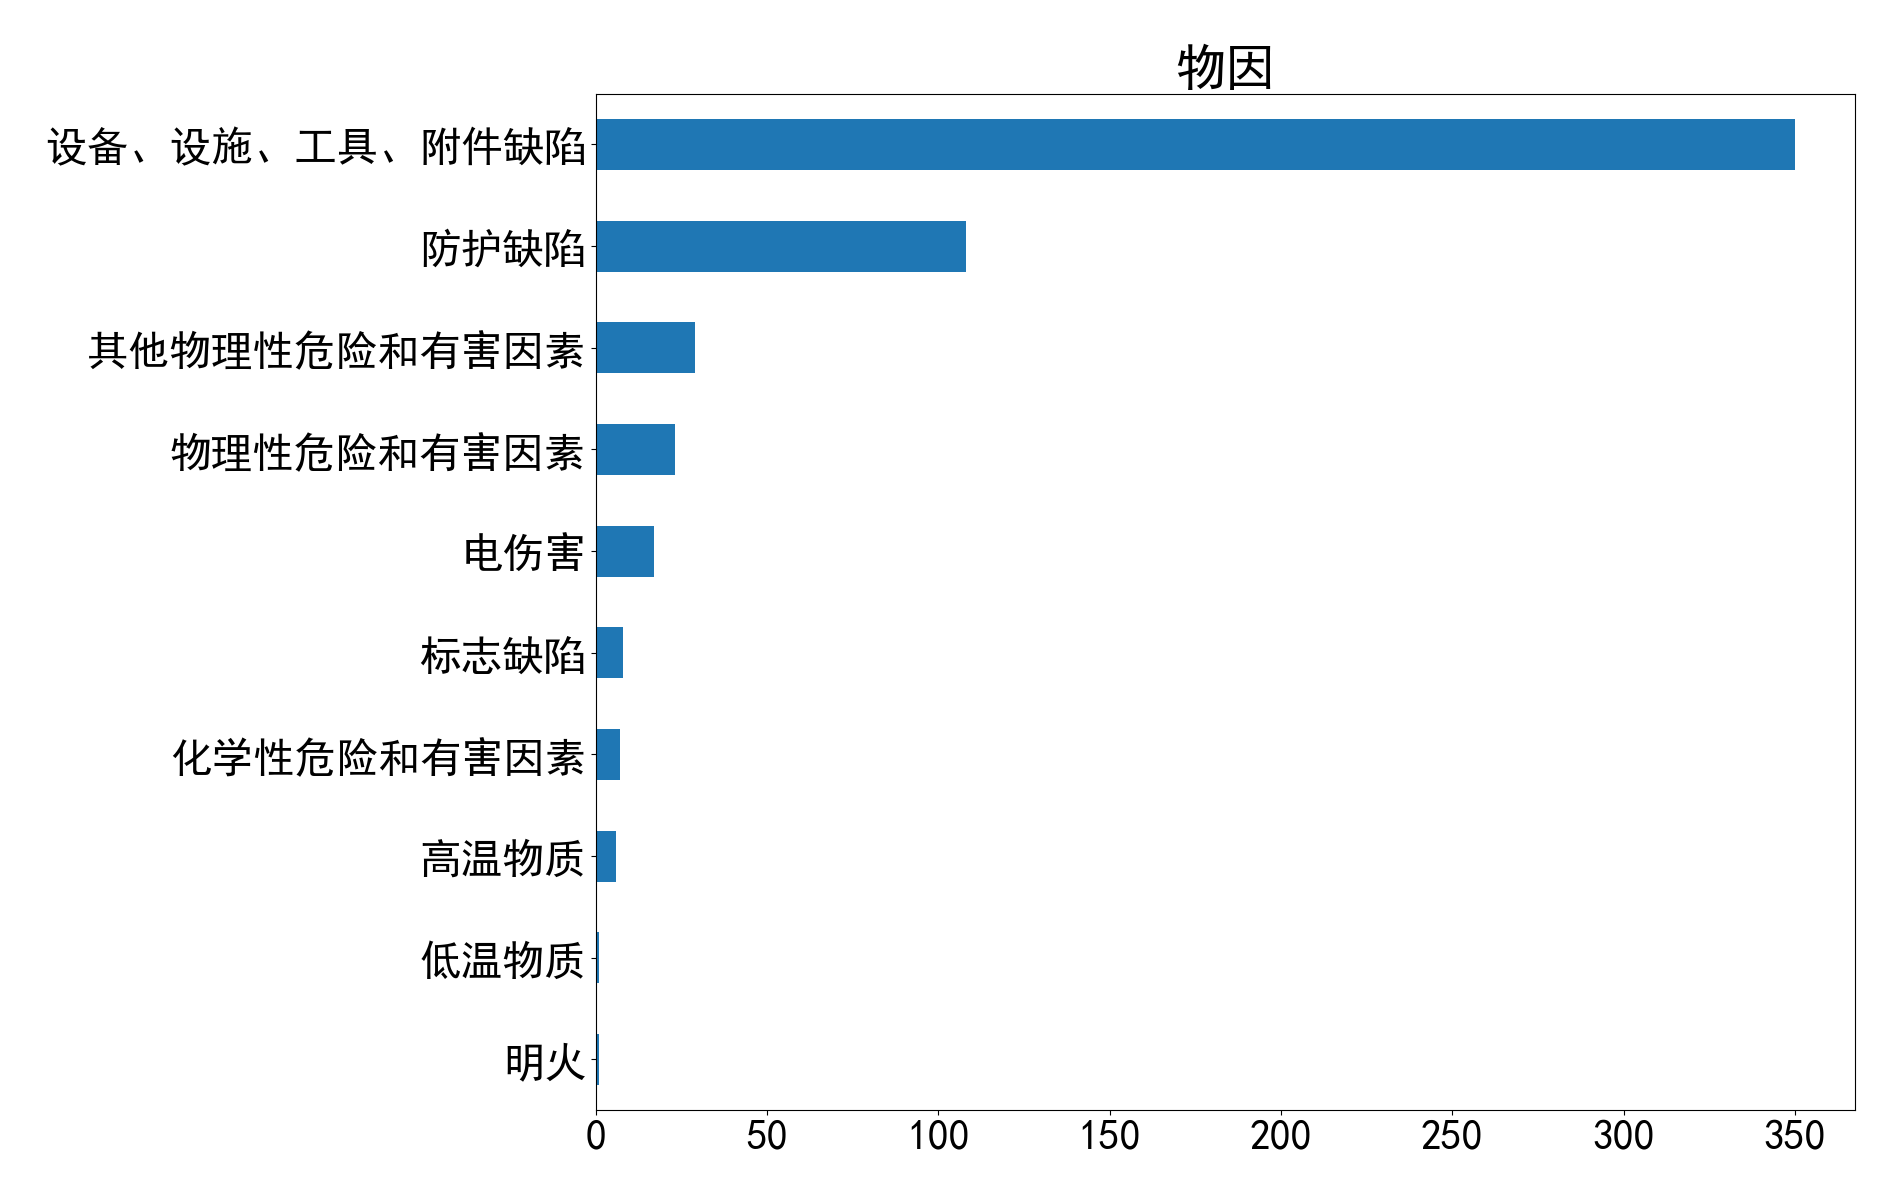 物因
设备、设施、工具、附件缺陷
防护缺陷
其他物理性危险和有害因素
物理性危险和有害因素
电伤害
标志缺陷
化学性危险和有害因素
高温物质
低温物质
明火
0 50 100 150 200 250 300 350